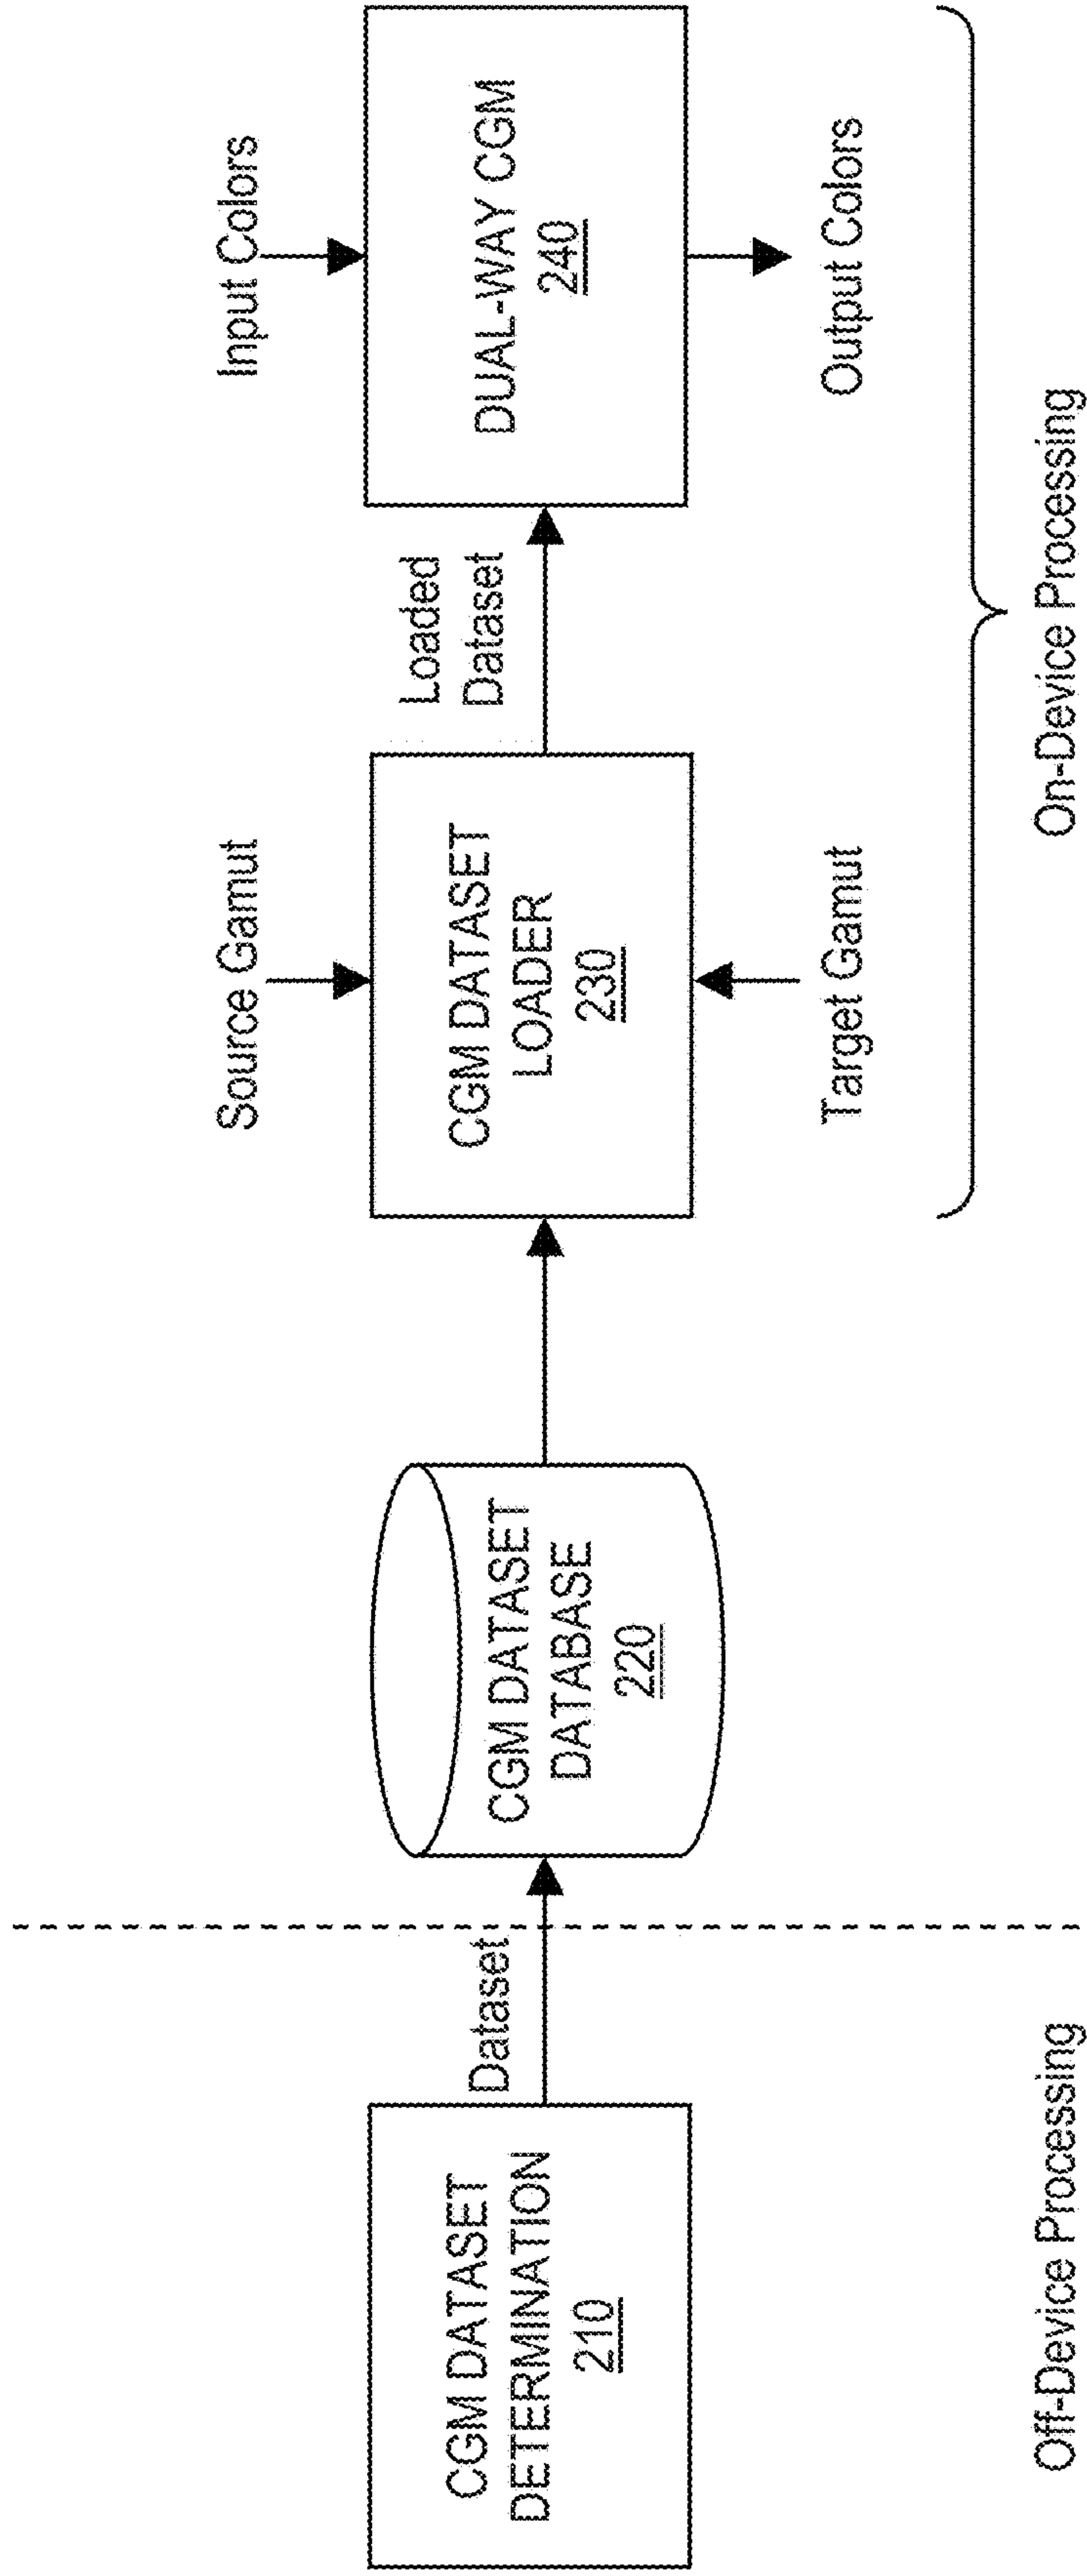 CGM DATASET
DETERMINATION
210
Dataset
CGM DATASET
DATABASE
220
Source Gamut
CGM DATASET
LOADER
230
Target Gamut
Loaded
Dataset
Input Colors
DUAL-WAY CGM
240
Output Colors
Off-Device Processing
On-Device Processing